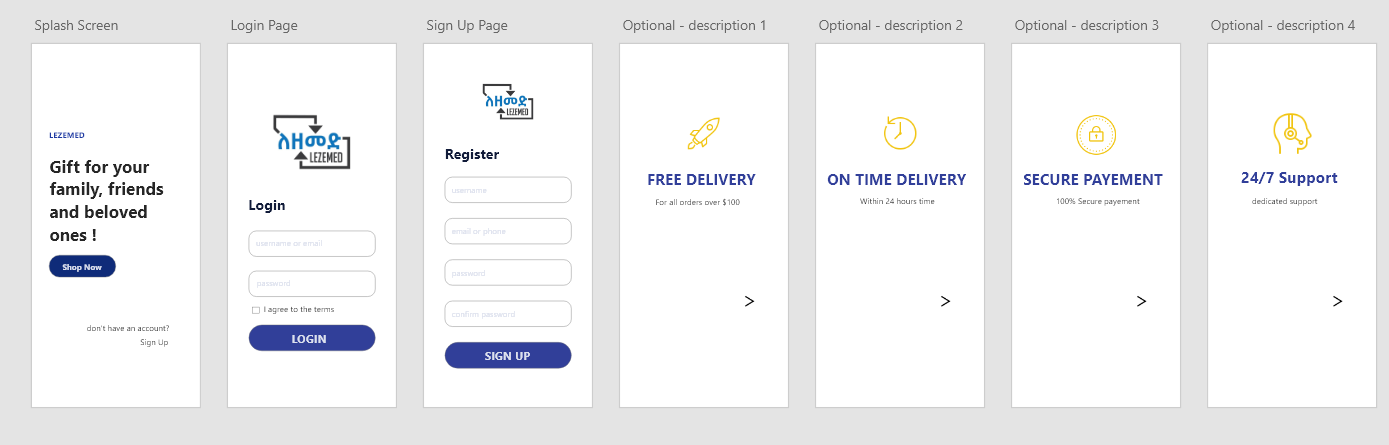 Splash Screen
LEZEMED
Gift for your
family, friends
and beloved
ones !
Shop Now
don't have an account?
Sign Up
Login Page
ለዘመድ
LEZEMED
Login
username or email
password
I agree to the terms
LOGIN
Sign Up Page
ለዘመድ
LEZEMED
Register
username
email or phone
password
confirm password
SIGN UP
Optional - description 1
FREE DELIVERY
For all orders over $100
>
Optional - description 2
ON TIME DELIVERY
Within 24 hours time
>
Optional - description 3
SECURE PAYEMENT
100% Secure payement
>
Optional - description 4
24/7 Support
dedicated support
>